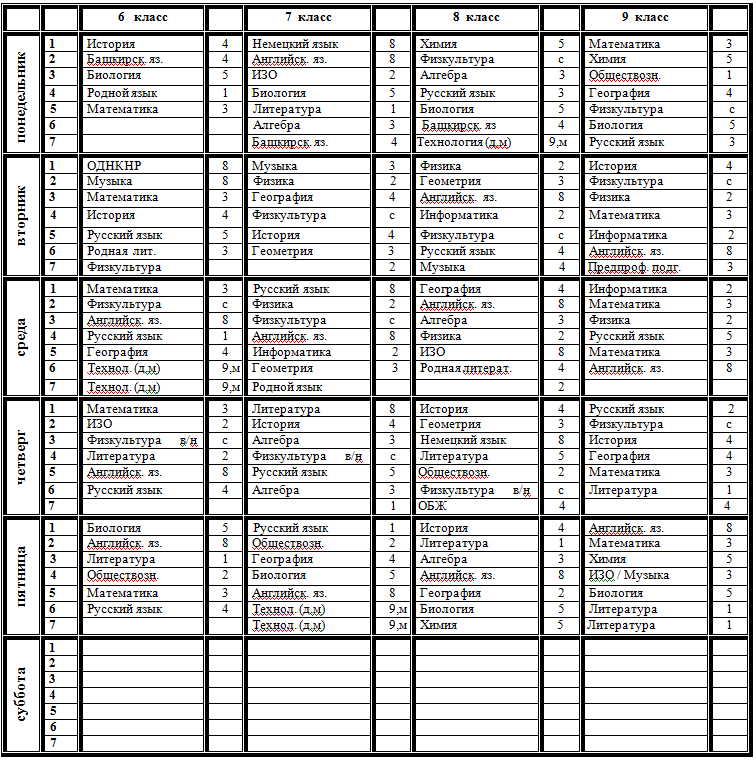 6 класс 7 класс 8 класс 9 класс
понедельник
1 История 4 Немецкий язык 8 Химия 5 Математика 3
2 Башкирск. яз. 4 Английск. яз. 8 Физкультура с Химия 5
3 Биология 5 ИЗО 2 Алгебра 3 Обществозн. 1
4 Родной язык 1 Биология 5 Русский язык 3 География 4
5 Математика 3 Литература 1 Биология 5 Физкультура с
6 Алгебра 3 Башкирск. яз 4 Биология 5
7 Башкирск. яз. 4 Технология (д,м) 9,м Русский язык 3
вторник
1 ОДНКНР 8 Музыка 3 Физика 2 История 4
2 Музыка 8 Физика 2 Геометрия 3 Физкультура с
3 Математика 3 География 4 Английск. яз. 8 Физика 2
4 История 4 Физкультура с Информатика 2 Математика 3
5 Русский язык 5 История 4 Физкультура с Информатика 2
6 Родная лит. 3 Геометрия 3 Русский язык 4 Английск. яз. 8
7 Физкультура 2 Музыка 4 Предпроф. подг. 3
среда
1 Математика 3 Русский язык 8 География 4 Информатика 2
2 Физкультура с Физика 2 Английск. яз. 8 Математика 3
3 Английск. яз. 8 Физкультура с Алгебра 3 Физика 2
4 Русский язык 1 Английск. яз. 8 Физика 2 Русский язык 5
5 География 4 Информатика 2 ИЗО 8 Математика 3
6 Технол. (д,м) 9,м Геометрия 3 Родная литерат. 4 Английск. яз. 8
7 Технол. (д,м) 9,м Родной язык 2
четверг
1 Математика 3 Литература 8 История 4 Русский язык 2
2 ИЗО 2 История 4 Геометрия 3 Физкультура с
3 Физкультура в/н с Алгебра 3 Немецкий язык 8 История 4
4 Литература 2 Физкультура в/н с Литература 5 География 4
5 Английск. яз. 8 Русский язык 5 Обществозн. 2 Математика 3
6 Русский язык 4 Алгебра 3 Физкультура в/н с Литература 1
7 1 ОБЖ 4 4
пятница
1 Биология 5 Русский язык 1 История 4 Английск. яз. 8
2 Английск. яз. 8 Обществозн. 2 Литература 1 Математика 3
3 Литература 1 География 4 Алгебра 3 Химия 5
4 Обществозн. 2 Биология 5 Английск. яз. 8 ИЗО / Музыка 3
5 Математика 3 Английск. яз. 8 География 2 Биология 5
6 Русский язык 4 Технол. (д,м) 9,м Биология 5 Литература 1
7 Технол. (д,м) 9,м Химия 5 Литература 1
суббота
1
2
3
4
5
6
7